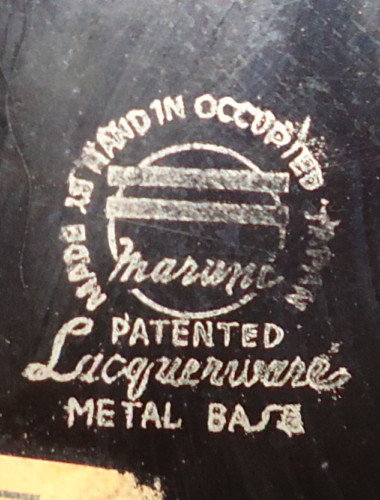 MADE BY HAND IN OCCUPIED JAPAN
Maruni
PATENTED
Lacquerware
METAL BASE